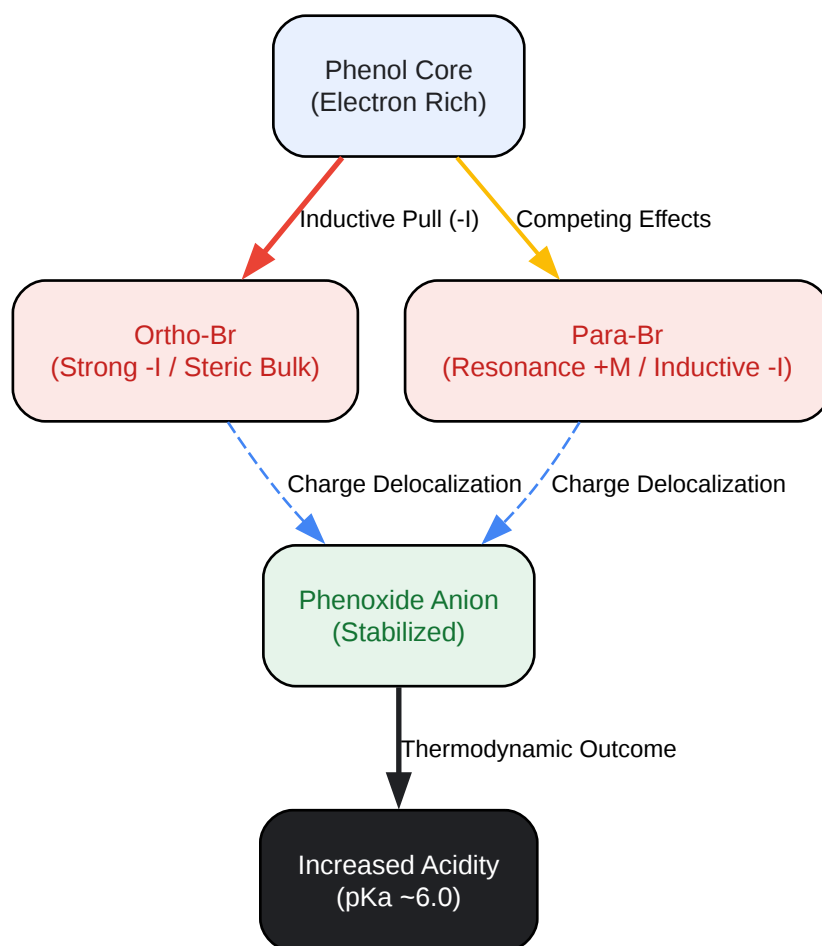 Phenol Core
(Electron Rich)
Inductive Pull (-I)
Competing Effects
Ortho-Br
(Strong -I / Steric Bulk)
Para-Br
(Resonance +M / Inductive -I)
Charge Delocalization
Charge Delocalization
Phenoxide Anion
(Stabilized)
Thermodynamic Outcome
Increased Acidity
(pKa ~6.0)